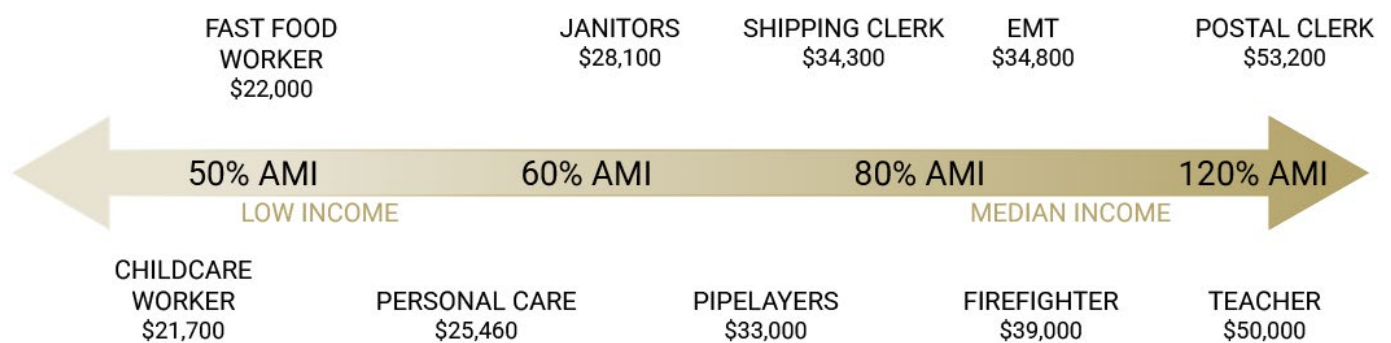 FAST FOOD
WORKER
$22,000
JANITORS
$28,100
SHIPPING CLERK
$34,300
EMT
$34,800
POSTAL CLERK
$53,200
50% AMI
60% AMI
80% AMI
120% AMI
LOW INCOME
MEDIAN INCOME
CHILDCARE
WORKER
$21,700
PERSONAL CARE
$25,460
PIPELAYERS
$33,000
FIREFIGHTER
$39,000
TEACHER
$50,000